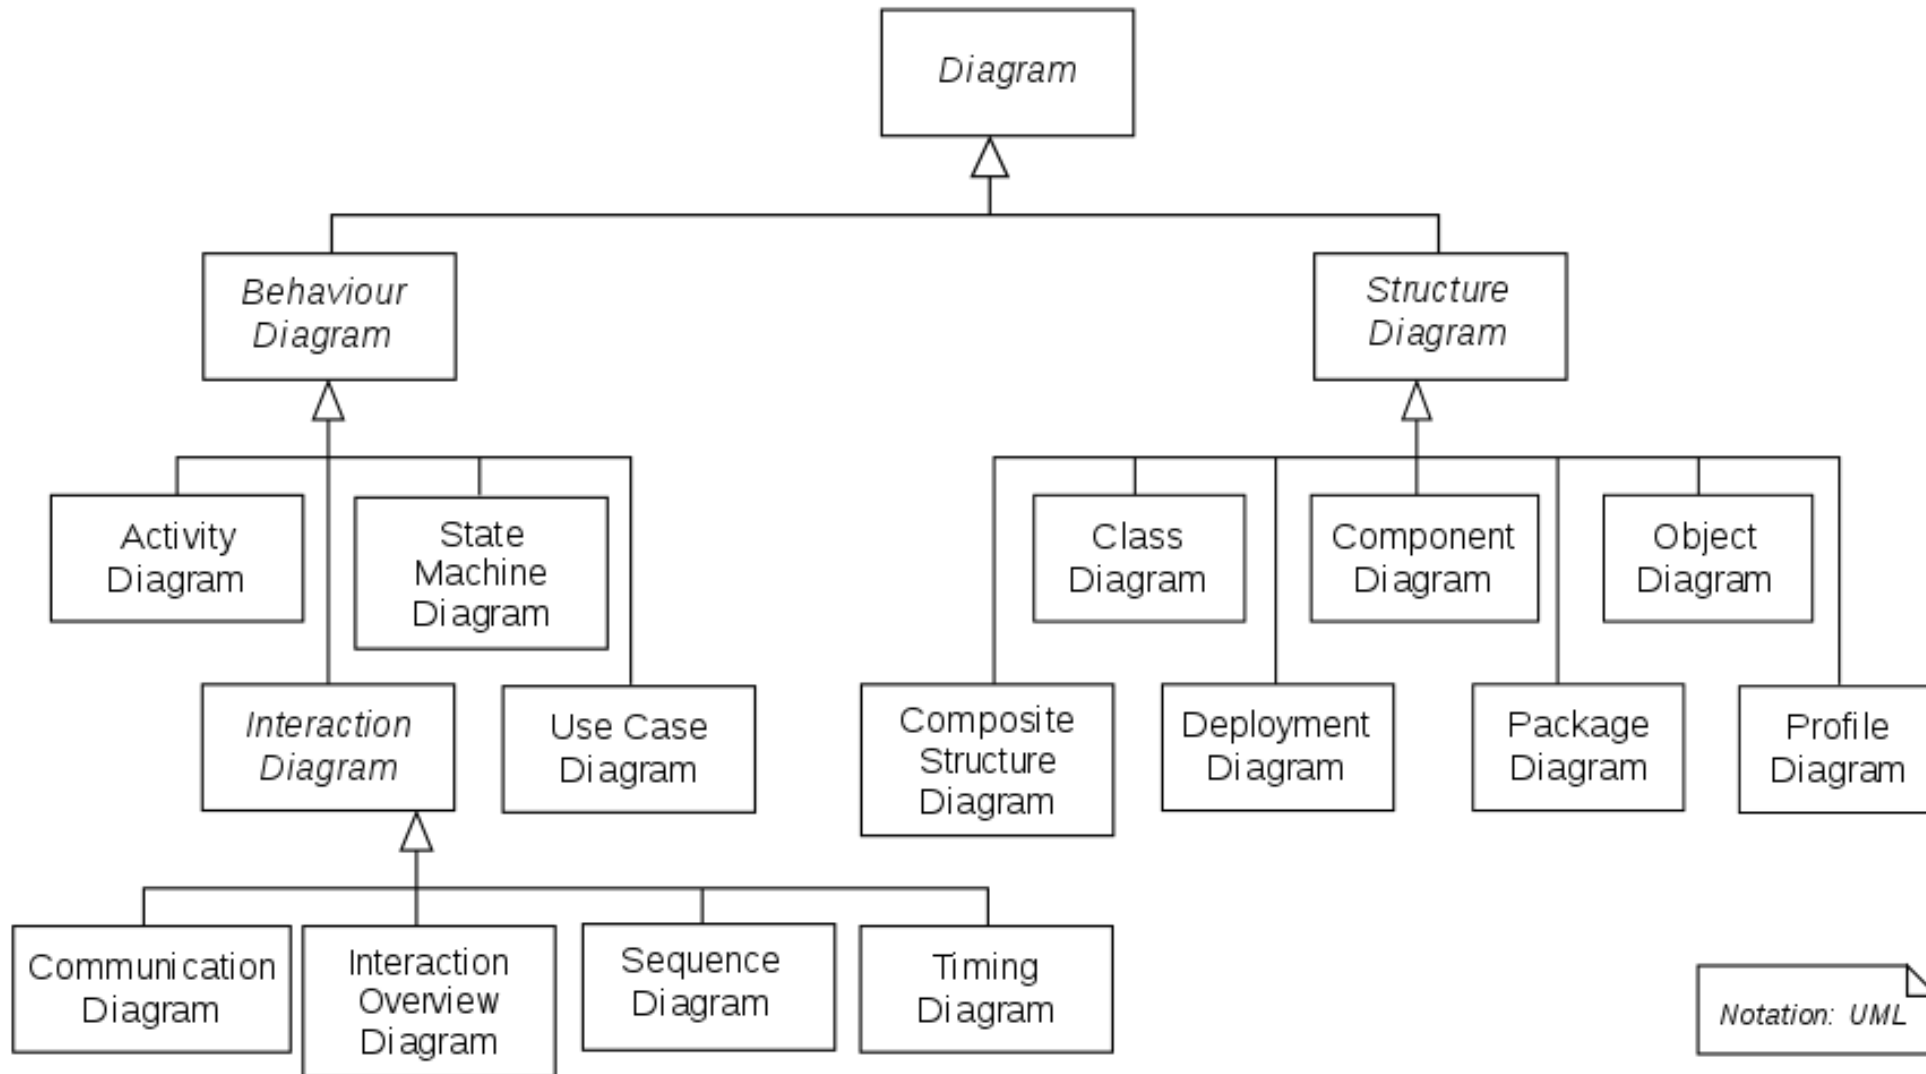 Diagram
Behaviour
Diagram
Structure
Diagram
Activity
Diagram
State
Machine
Diagram
Class
Diagram
Component
Diagram
Object
Diagram
Interaction
Diagram
Use Case
Diagram
Composite
Structure
Diagram
Deployment
Diagram
Package
Diagram
Profile
Diagram
Communication
Diagram
Interaction
Overview
Diagram
Sequence
Diagram
Timing
Diagram
Notation: UML